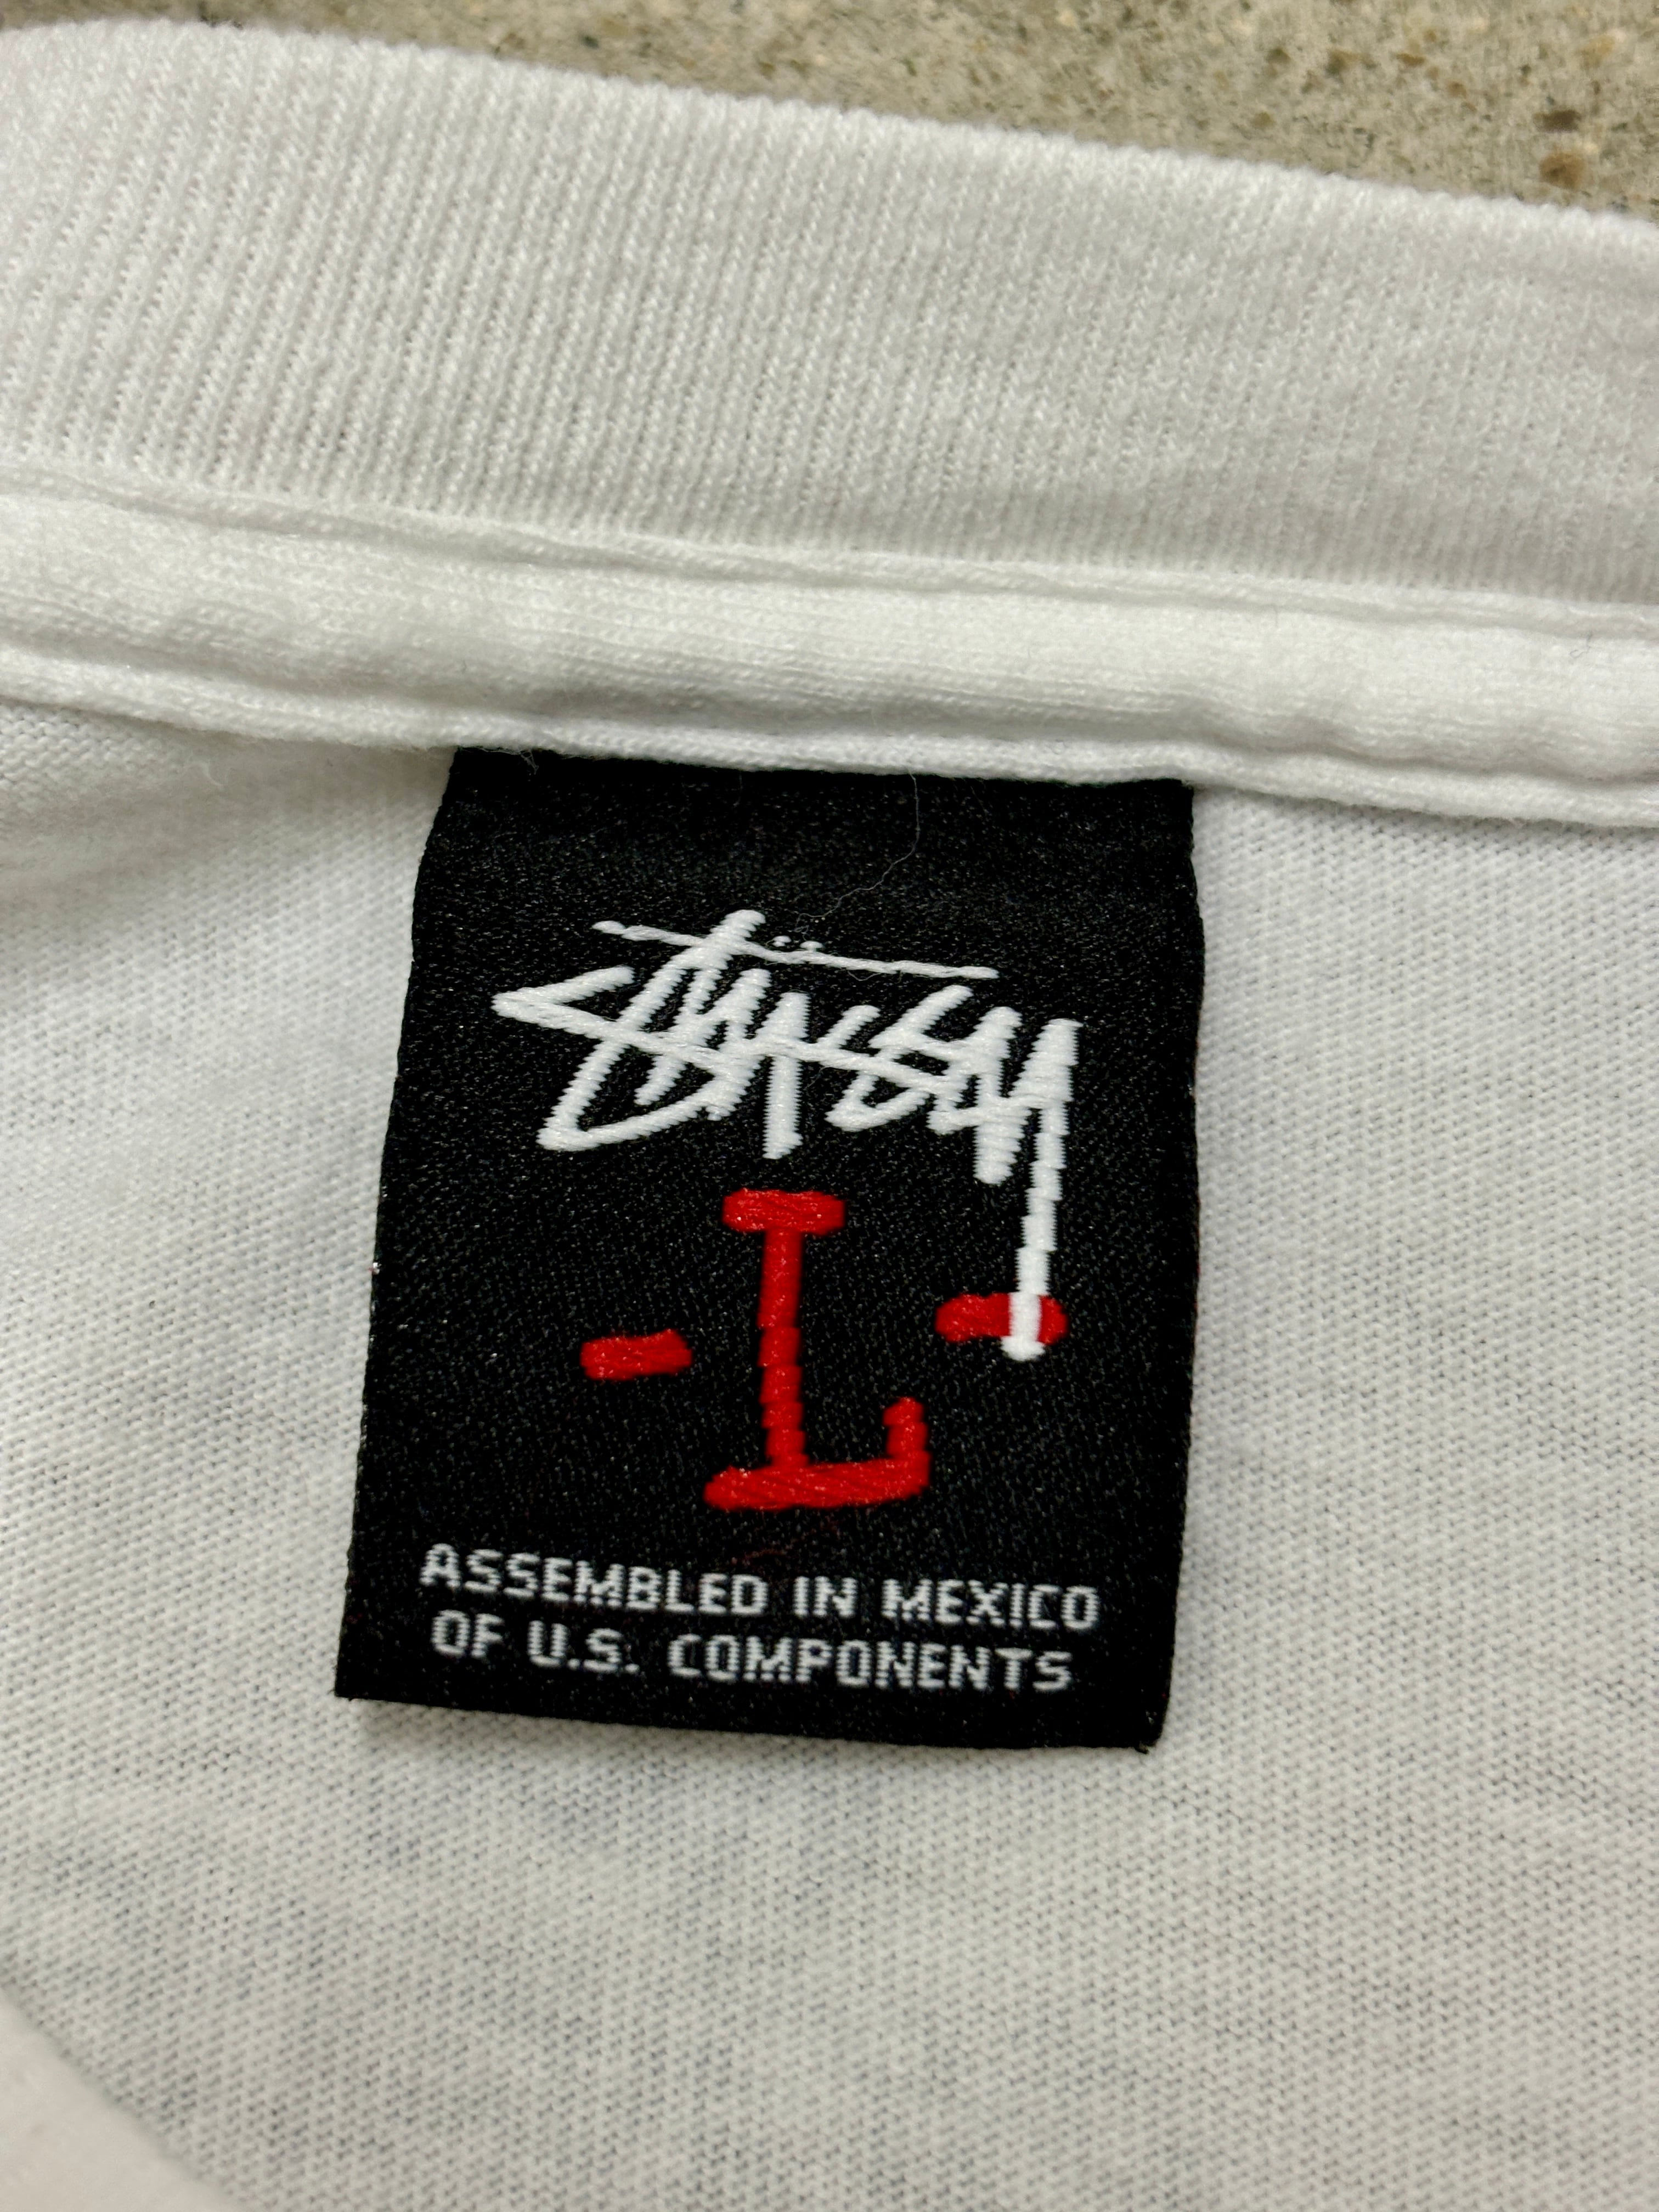 Stüssy
-L-
ASSEMBLED IN MEXICO
OF U.S. COMPONENTS